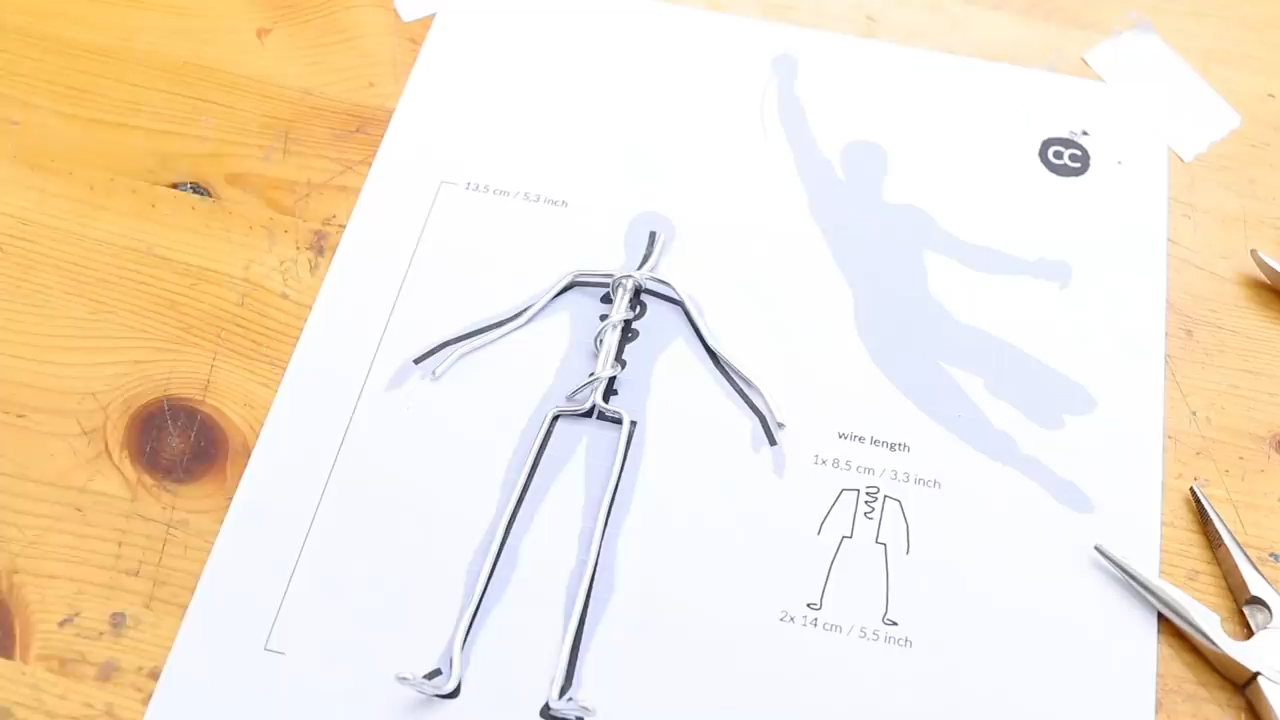 13,5 cm / 5,3 inch
CC
wire length
1x 8,5 cm / 3,3 inch
2x 14 cm / 5,5 inch